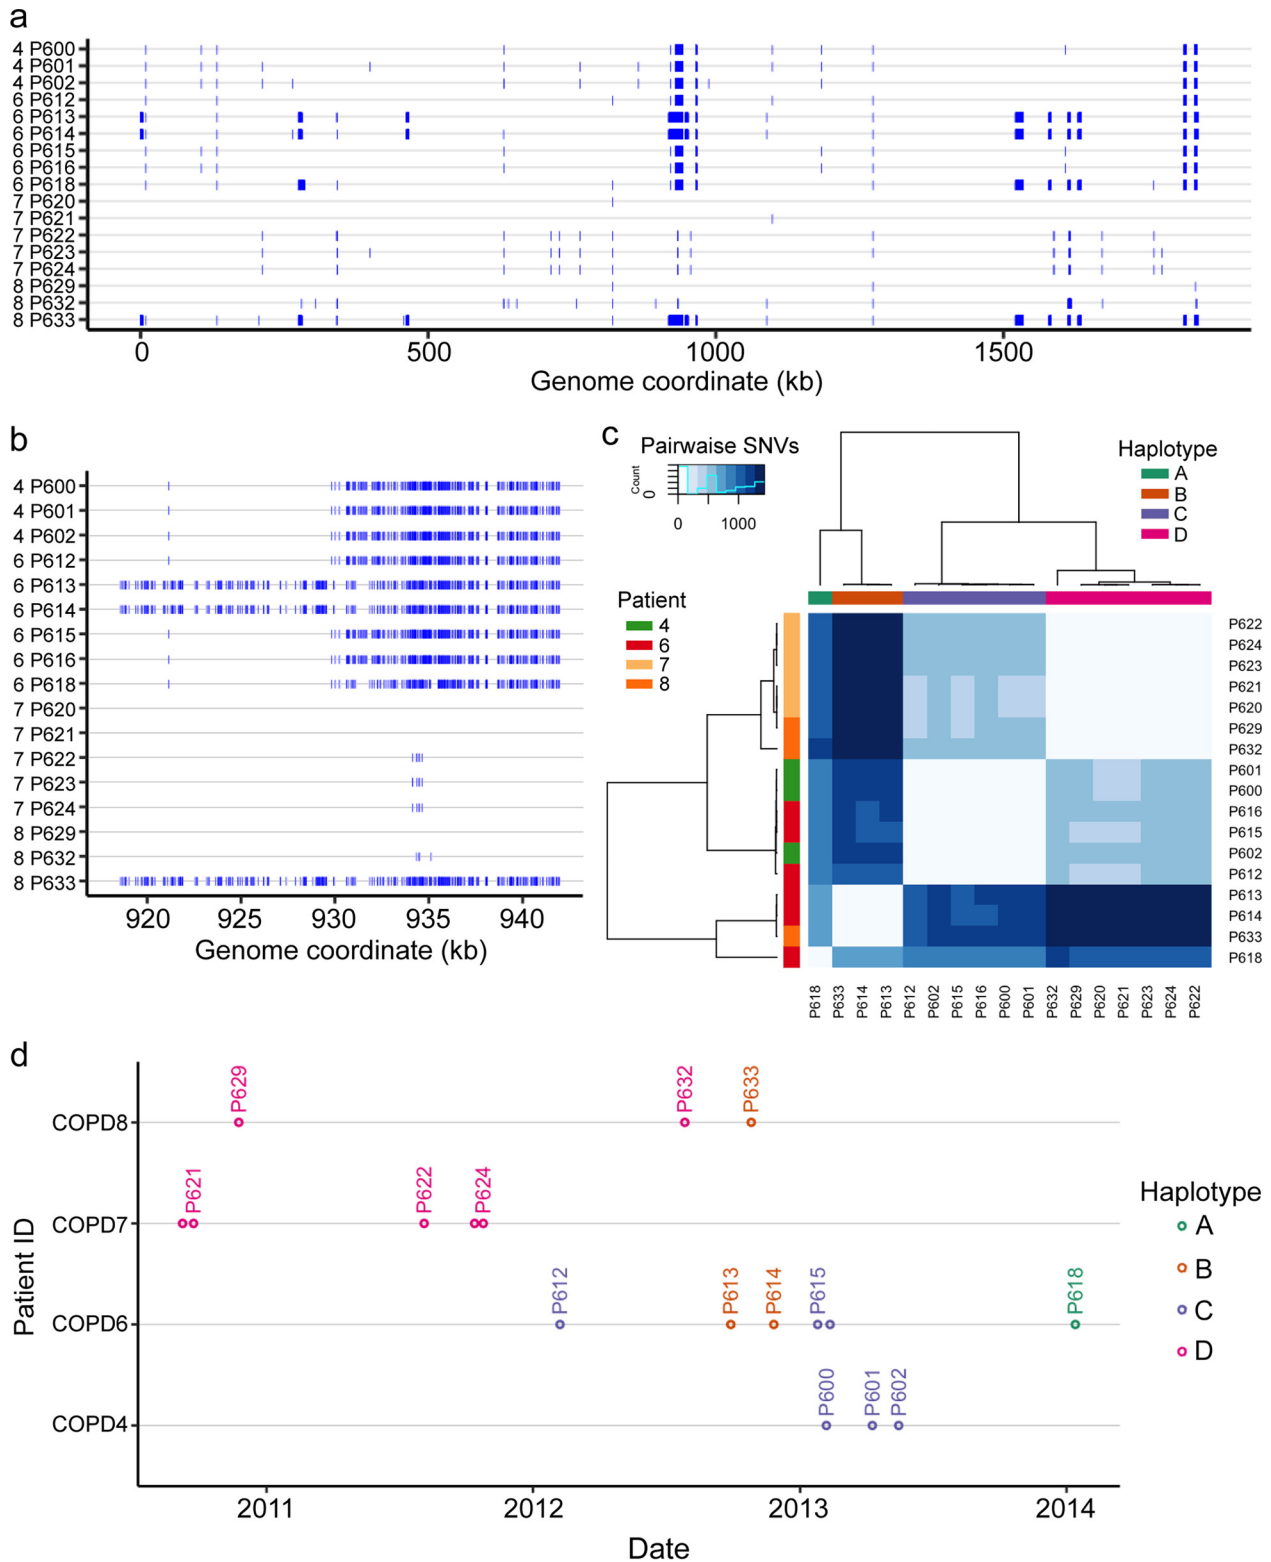 a
4 P600
4 P601
4 P602
6 P612
6 P613
6 P614
6 P615
6 P616
6 P618
7 P620
7 P621
7 P622
7 P623
7 P624
8 P629
8 P632
8 P633
0 500 1000 1500
Genome coordinate (kb)
b
4 P600
4 P601
4 P602
6 P612
6 P613
6 P614
6 P615
6 P616
6 P618
7 P620
7 P621
7 P622
7 P623
7 P624
8 P629
8 P632
8 P633
920 925 930 935 940
Genome coordinate (kb)
c
Pairwaise SNVs
Count
0
0 1000
Haplotype
A
B
C
D
Patient
4
6
7
8
P622
P624
P623
P621
P620
P629
P632
P601
P600
P616
P615
P602
P612
P613
P614
P633
P618
P618 P633 P614 P613 P612 P602 P615 P616 P600 P601 P632 P629 P620 P621 P623 P624 P622
d
Patient ID
COPD8
P629 P632 P633
COPD7
P621 P622 P624
COPD6
P612 P613 P614 P615 P618
COPD4
P600 P601 P602
2011 2012 2013 2014
Date
Haplotype
A
B
C
D